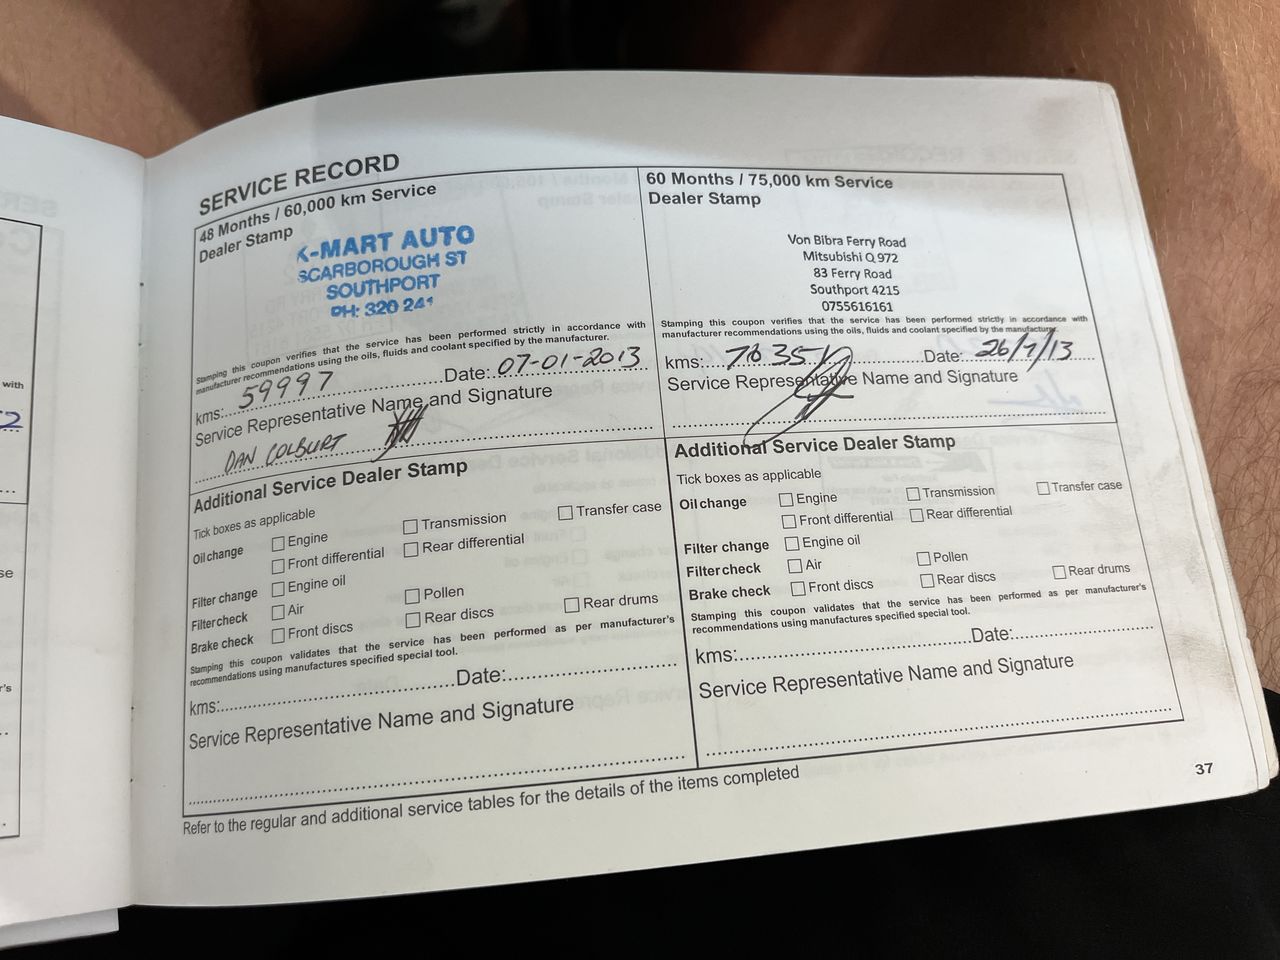 SERVICE RECORD
48 Months / 60,000 km Service
Dealer Stamp
K-MART AUTO
SCARBOROUGH ST
SOUTHPORT
PH: 320 241
Stamping this coupon verifies that the service has been performed strictly in accordance with
manufacturer recommendations using the oils, fluids and coolant specified by the manufacturer.
kms: 59997 Date: 07-01-2013
Service Representative Name and Signature
DAN COLBURT
Additional Service Dealer Stamp
Tick boxes as applicable
Oil change Engine Transmission Transfer case
Front differential Rear differential
Filter change Engine oil
Filter check Air Pollen
Brake check Front discs Rear discs Rear drums
Stamping this coupon validates that the service has been performed as per manufacturer's
recommendations using manufactures specified special tool.
kms: Date:
Service Representative Name and Signature
60 Months / 75,000 km Service
Dealer Stamp
Von Bibra Ferry Road
Mitsubishi Q 972
83 Ferry Road
Southport 4215
0755616161
Stamping this coupon verifies that the service has been performed strictly in accordance with
manufacturer recommendations using the oils, fluids and coolant specified by the manufacturer.
kms: Date: 26/7/13
Service Representative Name and Signature
Additional Service Dealer Stamp
Tick boxes as applicable
Oil change Engine Transmission Transfer case
Front differential Rear differential
Filter change Engine oil
Filter check Air Pollen
Brake check Front discs Rear discs Rear drums
Stamping this coupon validates that the service has been performed as per manufacturer's
recommendations using manufactures specified special tool.
kms: Date:
Service Representative Name and Signature
Refer to the regular and additional service tables for the details of the items completed
37